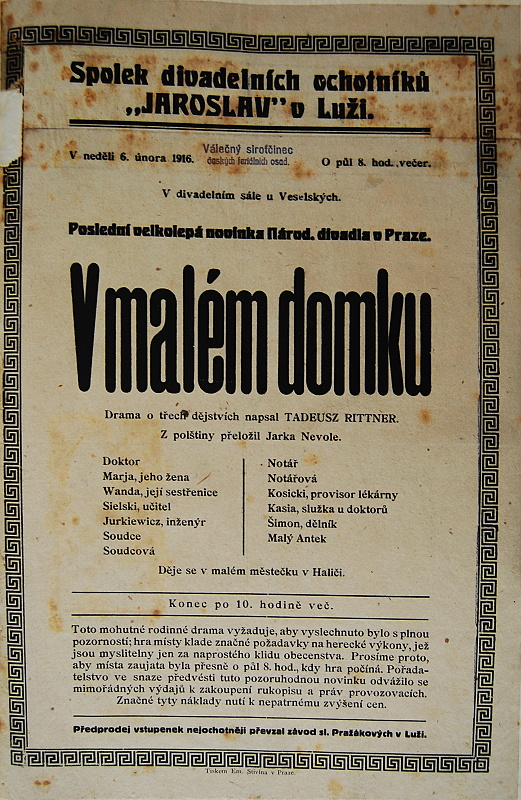 Spolek divadelních ochotníků
„JAROSLAV" v Luži.
V neděli 6. února 1916.
Válečný sirotčinec
českých feriálních osad.
O půl 8. hod. večer.
V divadelním sále u Veselských.
Poslední velkolepá novinka Národ. divadla v Praze.
V malém domku
Drama o třech dějstvích napsal TADEUSZ RITTNER.
Z polštiny přeložil Jarka Nevole.
Doktor
Marja, jeho žena
Wanda, její sestřenice
Sielski, učitel
Jurkiewicz, inženýr
Soudce
Soudcová
Notář
Notářová
Kosicki, provisor lékárny
Kasia, služka u doktorů
Šimon, dělník
Malý Antek
Děje se v malém městečku v Haliči.
Konec po 10. hodině več.
Toto mohutné rodinné drama vyžaduje, aby vyslechnuto bylo s plnou
pozorností; hra místy klade značné požadavky na herecké výkony, jež
jsou myslitelny jen za naprostého klidu obecenstva. Prosíme proto,
aby místa zaujata byla přesně o půl 8. hod., kdy hra počíná. Pořada-
telstvo ve snaze předvésti tuto pozoruhodnou novinku odvážilo se
mimořádných výdajů k zakoupení rukopisu a práv provozovacích.
Značné tyto náklady nutí k nepatrnému zvýšení cen.
Předprodej vstupenek nejochotněji převzal závod sl. Pražákových v Luži.
Tiskem Em. Stivína v Praze.